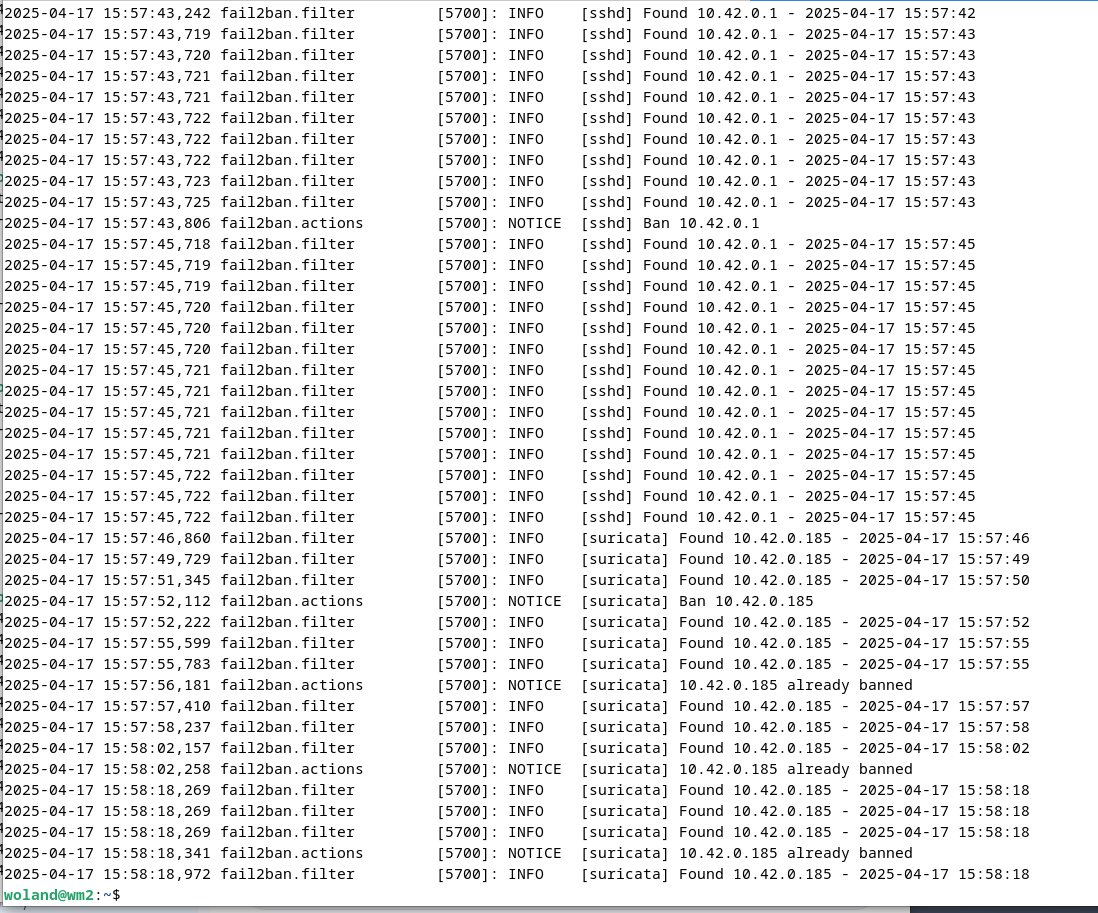 2025-04-17 15:57:43,242 fail2ban.filter         [5700]: INFO    [sshd] Found 10.42.0.1 - 2025-04-17 15:57:42
2025-04-17 15:57:43,719 fail2ban.filter         [5700]: INFO    [sshd] Found 10.42.0.1 - 2025-04-17 15:57:43
2025-04-17 15:57:43,720 fail2ban.filter         [5700]: INFO    [sshd] Found 10.42.0.1 - 2025-04-17 15:57:43
2025-04-17 15:57:43,721 fail2ban.filter         [5700]: INFO    [sshd] Found 10.42.0.1 - 2025-04-17 15:57:43
2025-04-17 15:57:43,721 fail2ban.filter         [5700]: INFO    [sshd] Found 10.42.0.1 - 2025-04-17 15:57:43
2025-04-17 15:57:43,722 fail2ban.filter         [5700]: INFO    [sshd] Found 10.42.0.1 - 2025-04-17 15:57:43
2025-04-17 15:57:43,722 fail2ban.filter         [5700]: INFO    [sshd] Found 10.42.0.1 - 2025-04-17 15:57:43
2025-04-17 15:57:43,722 fail2ban.filter         [5700]: INFO    [sshd] Found 10.42.0.1 - 2025-04-17 15:57:43
2025-04-17 15:57:43,723 fail2ban.filter         [5700]: INFO    [sshd] Found 10.42.0.1 - 2025-04-17 15:57:43
2025-04-17 15:57:43,725 fail2ban.filter         [5700]: INFO    [sshd] Found 10.42.0.1 - 2025-04-17 15:57:43
2025-04-17 15:57:43,806 fail2ban.actions        [5700]: NOTICE  [sshd] Ban 10.42.0.1
2025-04-17 15:57:45,718 fail2ban.filter         [5700]: INFO    [sshd] Found 10.42.0.1 - 2025-04-17 15:57:45
2025-04-17 15:57:45,719 fail2ban.filter         [5700]: INFO    [sshd] Found 10.42.0.1 - 2025-04-17 15:57:45
2025-04-17 15:57:45,719 fail2ban.filter         [5700]: INFO    [sshd] Found 10.42.0.1 - 2025-04-17 15:57:45
2025-04-17 15:57:45,720 fail2ban.filter         [5700]: INFO    [sshd] Found 10.42.0.1 - 2025-04-17 15:57:45
2025-04-17 15:57:45,720 fail2ban.filter         [5700]: INFO    [sshd] Found 10.42.0.1 - 2025-04-17 15:57:45
2025-04-17 15:57:45,720 fail2ban.filter         [5700]: INFO    [sshd] Found 10.42.0.1 - 2025-04-17 15:57:45
2025-04-17 15:57:45,721 fail2ban.filter         [5700]: INFO    [sshd] Found 10.42.0.1 - 2025-04-17 15:57:45
2025-04-17 15:57:45,721 fail2ban.filter         [5700]: INFO    [sshd] Found 10.42.0.1 - 2025-04-17 15:57:45
2025-04-17 15:57:45,721 fail2ban.filter         [5700]: INFO    [sshd] Found 10.42.0.1 - 2025-04-17 15:57:45
2025-04-17 15:57:45,721 fail2ban.filter         [5700]: INFO    [sshd] Found 10.42.0.1 - 2025-04-17 15:57:45
2025-04-17 15:57:45,721 fail2ban.filter         [5700]: INFO    [sshd] Found 10.42.0.1 - 2025-04-17 15:57:45
2025-04-17 15:57:45,722 fail2ban.filter         [5700]: INFO    [sshd] Found 10.42.0.1 - 2025-04-17 15:57:45
2025-04-17 15:57:45,722 fail2ban.filter         [5700]: INFO    [sshd] Found 10.42.0.1 - 2025-04-17 15:57:45
2025-04-17 15:57:45,722 fail2ban.filter         [5700]: INFO    [sshd] Found 10.42.0.1 - 2025-04-17 15:57:45
2025-04-17 15:57:46,860 fail2ban.filter         [5700]: INFO    [suricata] Found 10.42.0.185 - 2025-04-17 15:57:46
2025-04-17 15:57:49,729 fail2ban.filter         [5700]: INFO    [suricata] Found 10.42.0.185 - 2025-04-17 15:57:49
2025-04-17 15:57:51,345 fail2ban.filter         [5700]: INFO    [suricata] Found 10.42.0.185 - 2025-04-17 15:57:50
2025-04-17 15:57:52,112 fail2ban.actions        [5700]: NOTICE  [suricata] Ban 10.42.0.185
2025-04-17 15:57:52,222 fail2ban.filter         [5700]: INFO    [suricata] Found 10.42.0.185 - 2025-04-17 15:57:52
2025-04-17 15:57:55,599 fail2ban.filter         [5700]: INFO    [suricata] Found 10.42.0.185 - 2025-04-17 15:57:55
2025-04-17 15:57:55,783 fail2ban.filter         [5700]: INFO    [suricata] Found 10.42.0.185 - 2025-04-17 15:57:55
2025-04-17 15:57:56,181 fail2ban.actions        [5700]: NOTICE  [suricata] 10.42.0.185 already banned
2025-04-17 15:57:57,410 fail2ban.filter         [5700]: INFO    [suricata] Found 10.42.0.185 - 2025-04-17 15:57:57
2025-04-17 15:57:58,237 fail2ban.filter         [5700]: INFO    [suricata] Found 10.42.0.185 - 2025-04-17 15:57:58
2025-04-17 15:58:02,157 fail2ban.filter         [5700]: INFO    [suricata] Found 10.42.0.185 - 2025-04-17 15:58:02
2025-04-17 15:58:02,258 fail2ban.actions        [5700]: NOTICE  [suricata] 10.42.0.185 already banned
2025-04-17 15:58:18,269 fail2ban.filter         [5700]: INFO    [suricata] Found 10.42.0.185 - 2025-04-17 15:58:18
2025-04-17 15:58:18,269 fail2ban.filter         [5700]: INFO    [suricata] Found 10.42.0.185 - 2025-04-17 15:58:18
2025-04-17 15:58:18,269 fail2ban.filter         [5700]: INFO    [suricata] Found 10.42.0.185 - 2025-04-17 15:58:18
2025-04-17 15:58:18,341 fail2ban.actions        [5700]: NOTICE  [suricata] 10.42.0.185 already banned
2025-04-17 15:58:18,972 fail2ban.filter         [5700]: INFO    [suricata] Found 10.42.0.185 - 2025-04-17 15:58:18
woland@wm2:~$